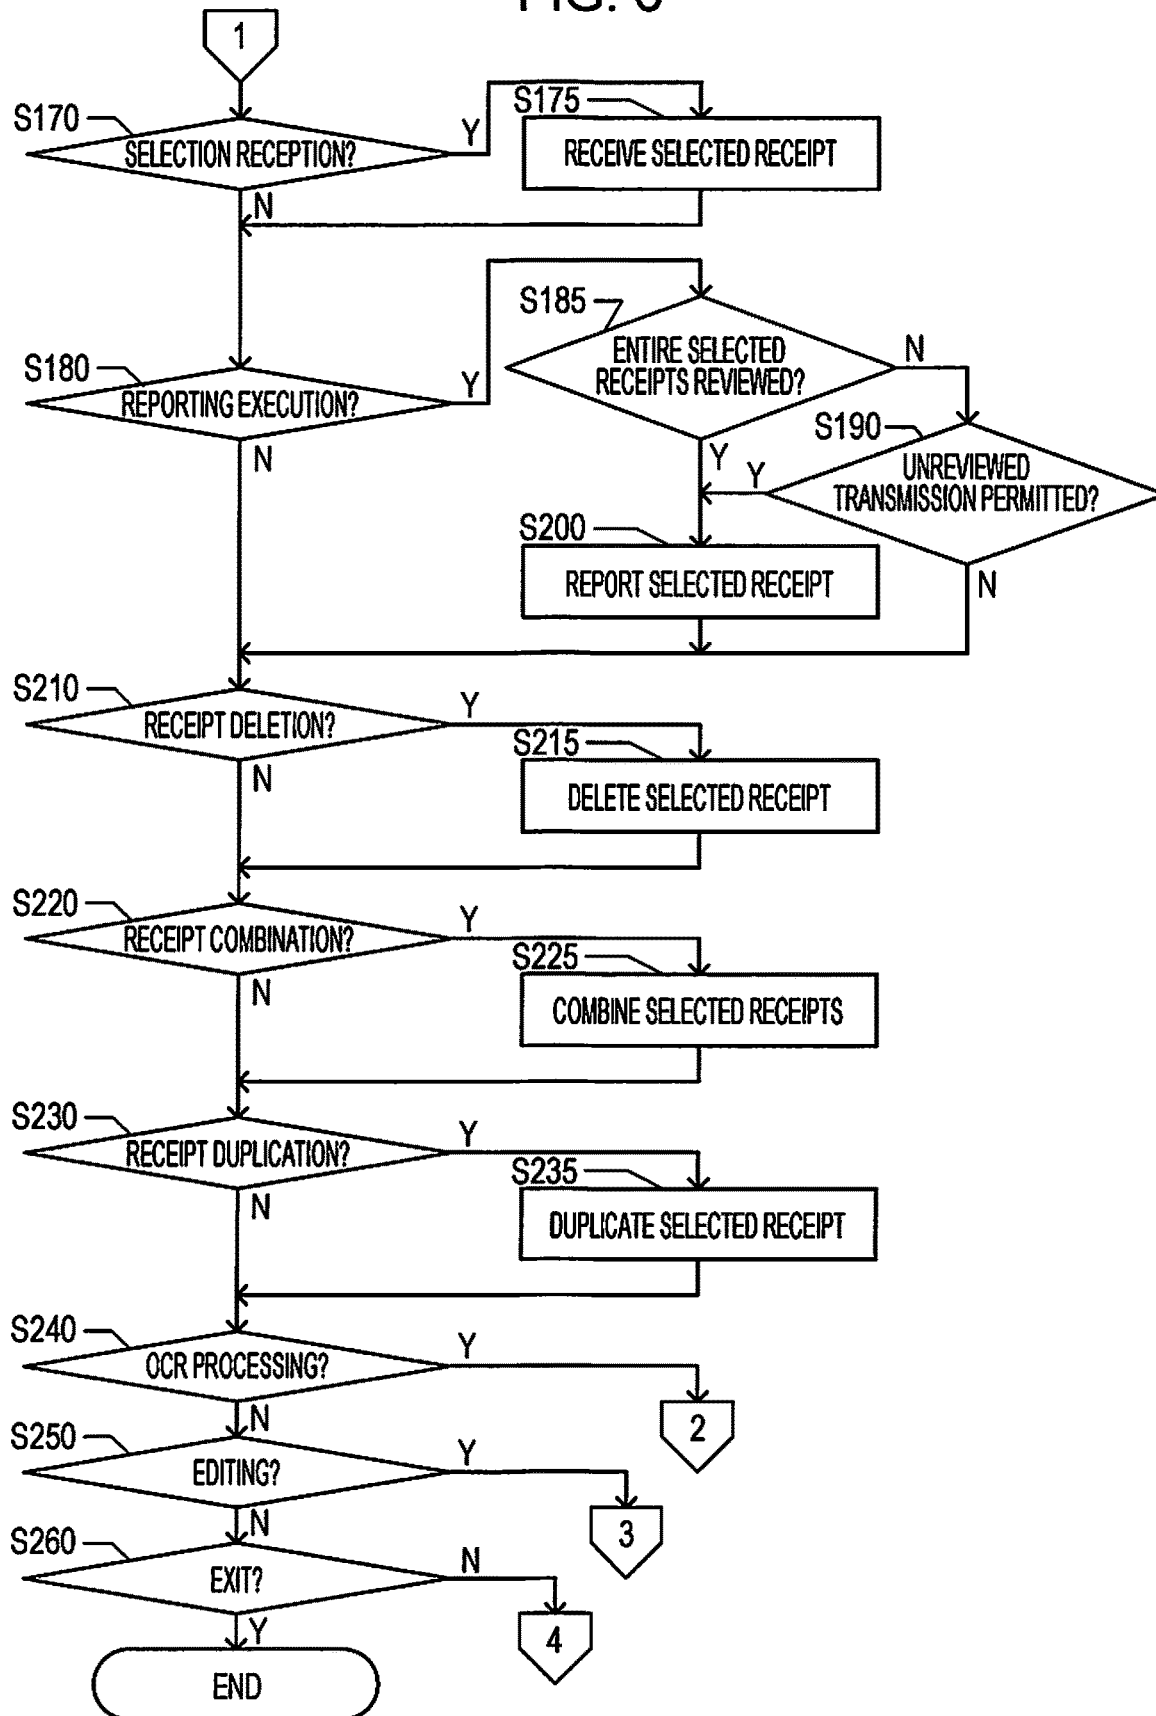 1
S170
SELECTION RECEPTION?
Y
N
S175
RECEIVE SELECTED RECEIPT
S180
REPORTING EXECUTION?
Y
N
S185
ENTIRE SELECTED
RECEIPTS REVIEWED?
N
Y
S190
UNREVIEWED
TRANSMISSION PERMITTED?
Y
N
S200
REPORT SELECTED RECEIPT
S210
RECEIPT DELETION?
Y
N
S215
DELETE SELECTED RECEIPT
S220
RECEIPT COMBINATION?
Y
N
S225
COMBINE SELECTED RECEIPTS
S230
RECEIPT DUPLICATION?
Y
N
S235
DUPLICATE SELECTED RECEIPT
S240
OCR PROCESSING?
Y
N
2
S250
EDITING?
Y
N
3
S260
EXIT?
N
Y
4
END